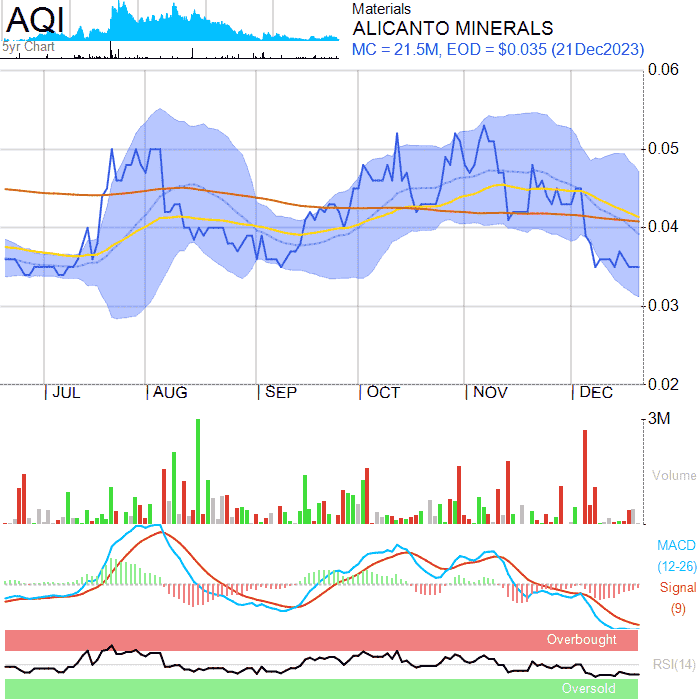 AQI
5yr Chart
Materials
ALICANTO MINERALS
MC = 21.5M, EOD = $0.035 (21Dec2023)
0.06
0.05
0.04
0.03
0.02
JUL AUG SEP OCT NOV DEC
3M
Volume
MACD
(12-26)
Signal
(9)
Overbought
RSI(14)
Oversold